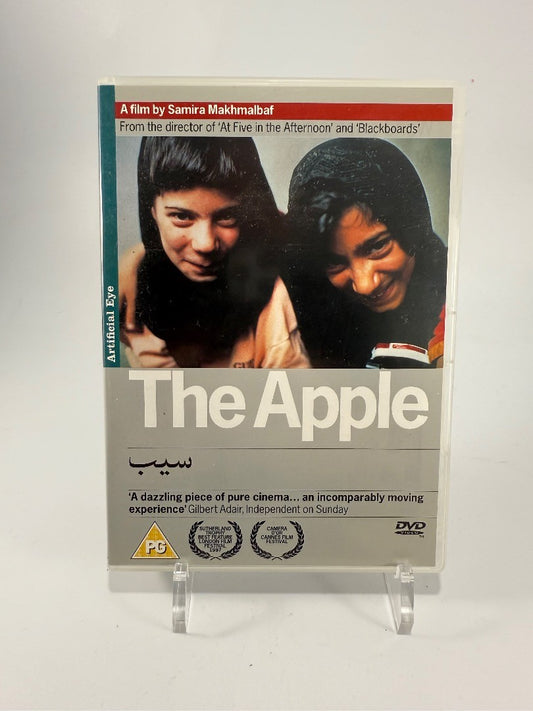 A film by Samira Makhmalbaf
From the director of 'At Five in the Afternoon' and 'Blackboards'
Artificial Eye
The Apple
سیب
'A dazzling piece of pure cinema... an incomparably moving
experience' Gilbert Adair, Independent on Sunday
PG
SUTHERLAND
TROPHY
BEST FEATURE
LONDON FILM
FESTIVAL
1997
CAMERA
D'OR
CANNES FILM
FESTIVAL
DVD
VIDEO